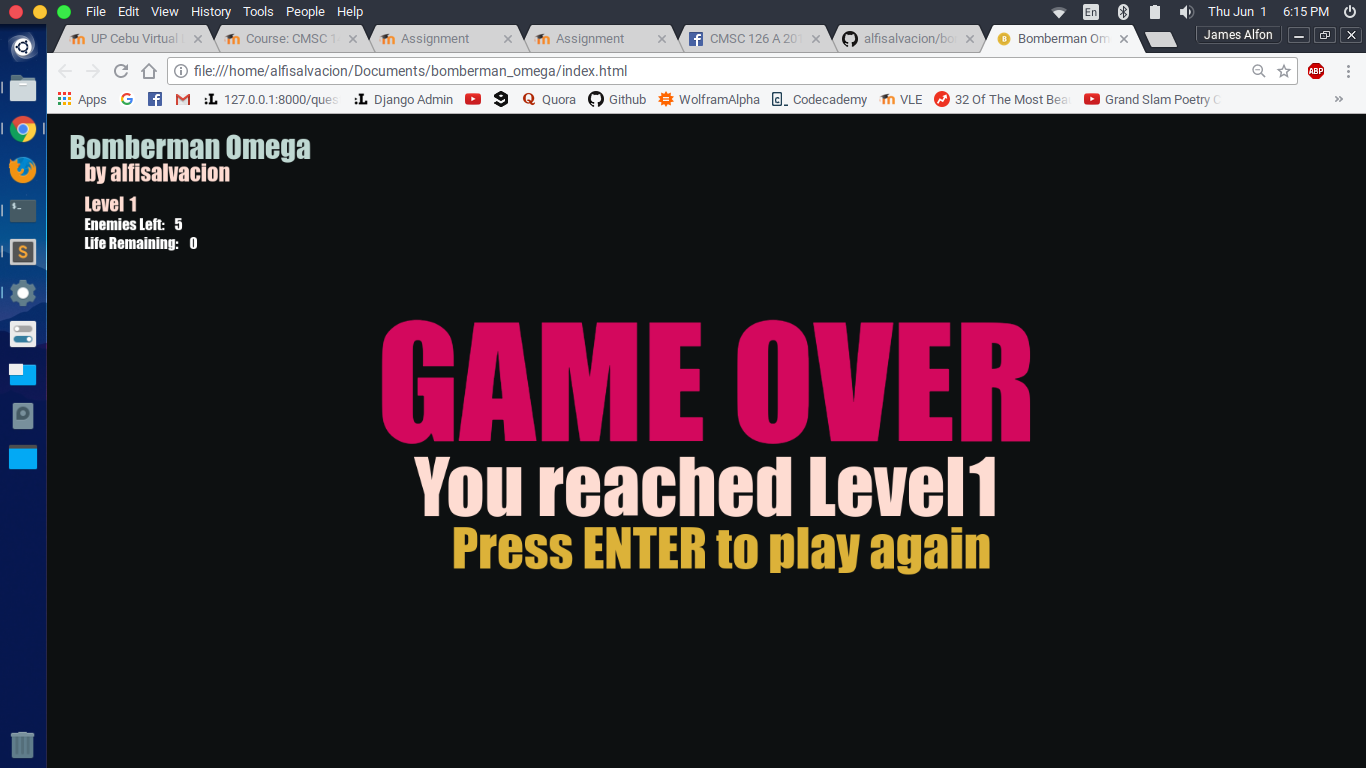 File Edit View History Tools People Help
En Thu Jun 1 6:15 PM
UP Cebu Virtual Course: CMSC Assignment Assignment CMSC 126 A 201 alfisalvacion/bo Bomberman Om James Alfon
file:///home/alfisalvacion/Documents/bomberman_omega/index.html ABP
Apps 127.0.0.1:8000/ques Django Admin Quora Github WolframAlpha Codecademy VLE 32 Of The Most Bea Grand Slam Poetry C »
Bomberman Omega
by alfisalvacion
Level 1
Enemies Left: 5
Life Remaining: 0
GAME OVER
You reached Level1
Press ENTER to play again